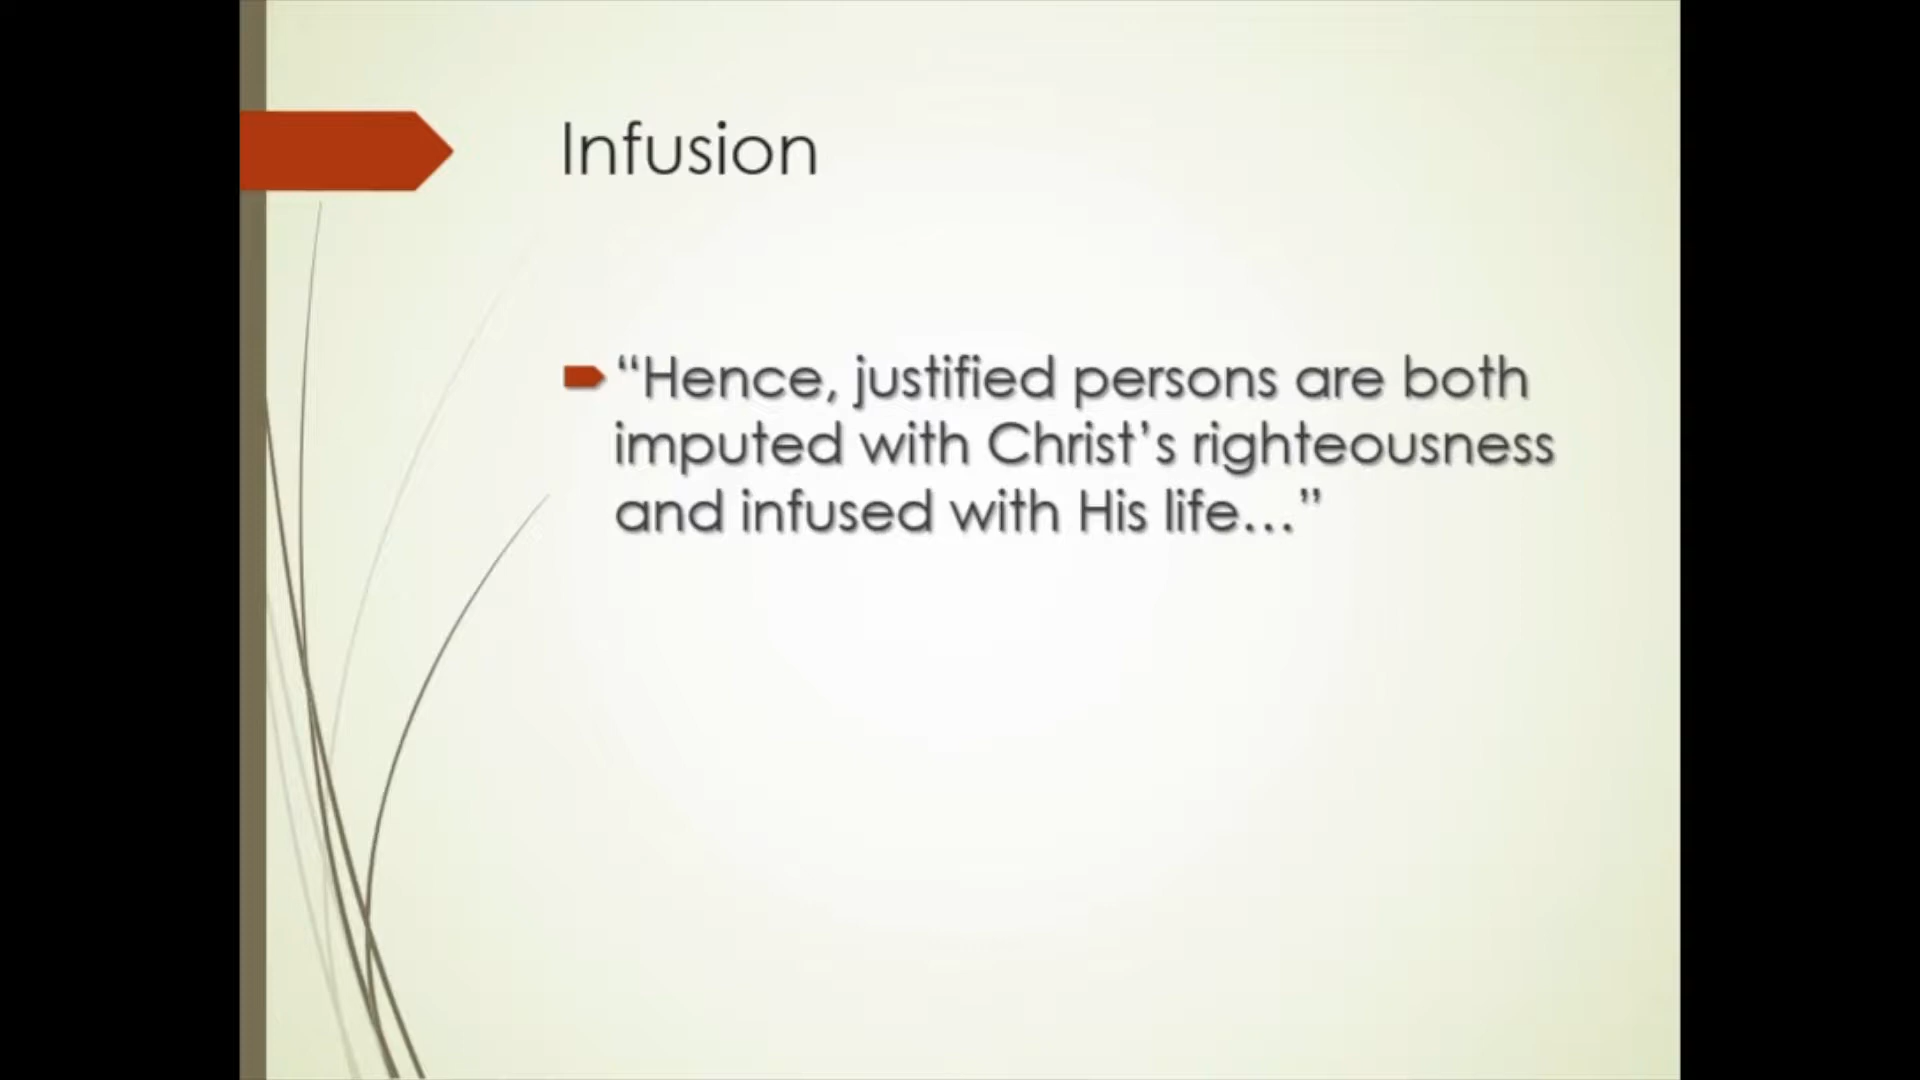 Infusion
“Hence, justified persons are both
imputed with Christ’s righteousness
and infused with His life…”